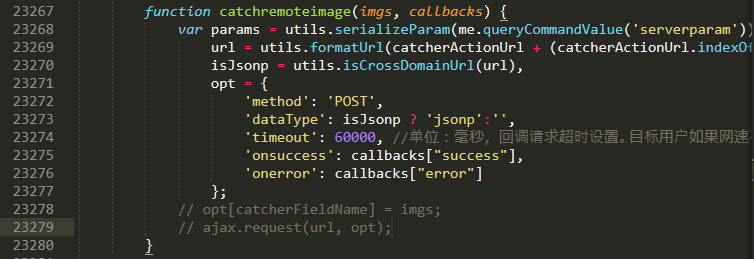 23267 function catchremoteimage(imgs, callbacks) {
23268 var params = utils.serializeParam(me.queryCommandValue('serverparam'))
23269 url = utils.formatUrl(catcherActionUrl + (catcherActionUrl.indexO
23270 isJsonp = utils.isCrossDomainUrl(url),
23271 opt = {
23272 'method': 'POST',
23273 'dataType': isJsonp ? 'jsonp':'',
23274 'timeout': 60000, //单位：毫秒，回调请求超时设置。目标用户如果网速
23275 'onsuccess': callbacks["success"],
23276 'onerror': callbacks["error"]
23277 };
23278 // opt[catcherFieldName] = imgs;
23279 // ajax.request(url, opt);
23280 }